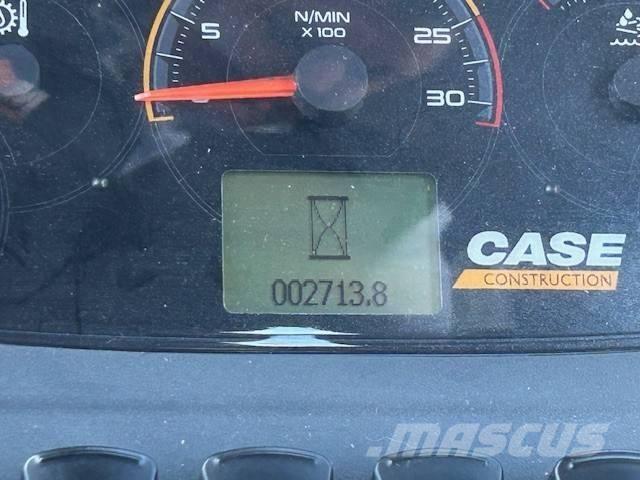 N/MIN
X 100
5
25
30
CASE
CONSTRUCTION
002713.8
MASCUS